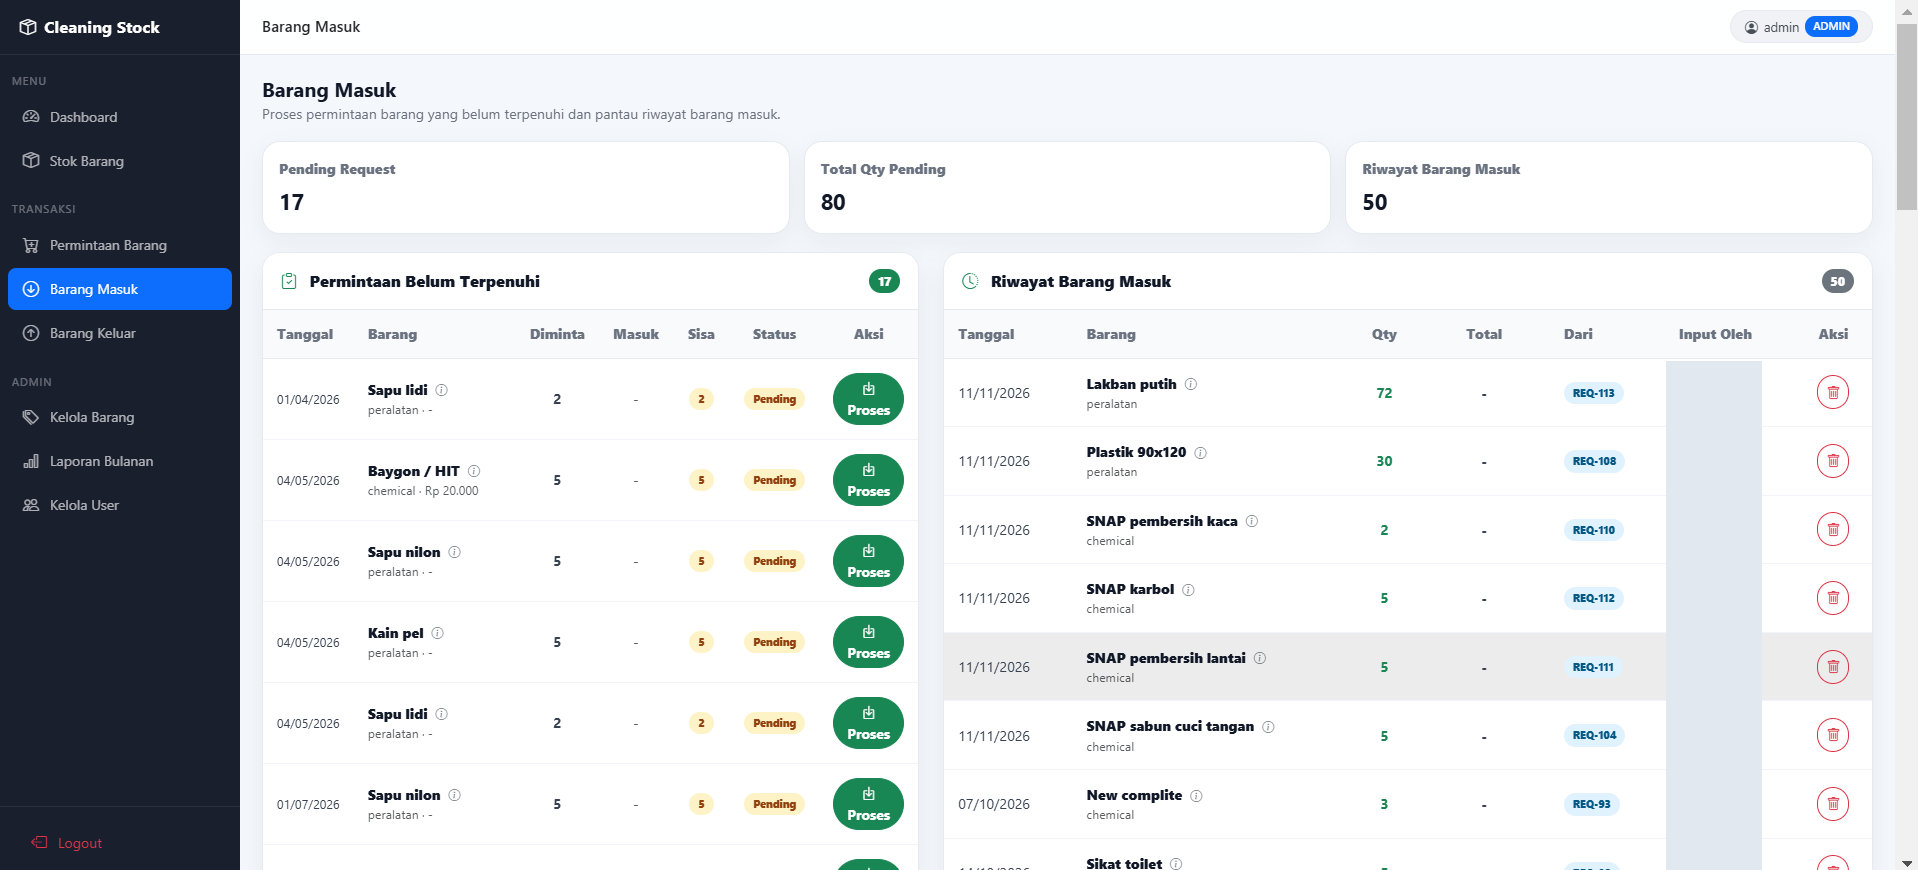 Cleaning Stock
MENU
Dashboard
Stok Barang
TRANSAKSI
Permintaan Barang
Barang Masuk
Barang Keluar
ADMIN
Kelola Barang
Laporan Bulanan
Kelola User
Logout
Barang Masuk
admin ADMIN
Barang Masuk
Proses permintaan barang yang belum terpenuhi dan pantau riwayat barang masuk.
Pending Request
17
Total Qty Pending
80
Riwayat Barang Masuk
50
Permintaan Belum Terpenuhi 17
Tanggal Barang Diminta Masuk Sisa Status Aksi
01/04/2026 Sapu lidi 2 - 2 Pending Proses
peralatan · -
04/05/2026 Baygon / HIT 5 - 5 Pending Proses
chemical · Rp 20.000
04/05/2026 Sapu nilon 5 - 5 Pending Proses
peralatan · -
04/05/2026 Kain pel 5 - 5 Pending Proses
peralatan · -
04/05/2026 Sapu lidi 2 - 2 Pending Proses
peralatan · -
01/07/2026 Sapu nilon 5 - 5 Pending Proses
peralatan · -
Riwayat Barang Masuk 50
Tanggal Barang Qty Total Dari Input Oleh Aksi
11/11/2026 Lakban putih 72 - REQ-113
peralatan
11/11/2026 Plastik 90x120 30 - REQ-108
peralatan
11/11/2026 SNAP pembersih kaca 2 - REQ-110
chemical
11/11/2026 SNAP karbol 5 - REQ-112
chemical
11/11/2026 SNAP pembersih lantai 5 - REQ-111
chemical
11/11/2026 SNAP sabun cuci tangan 5 - REQ-104
chemical
07/10/2026 New complite 3 - REQ-93
chemical
Sikat toilet